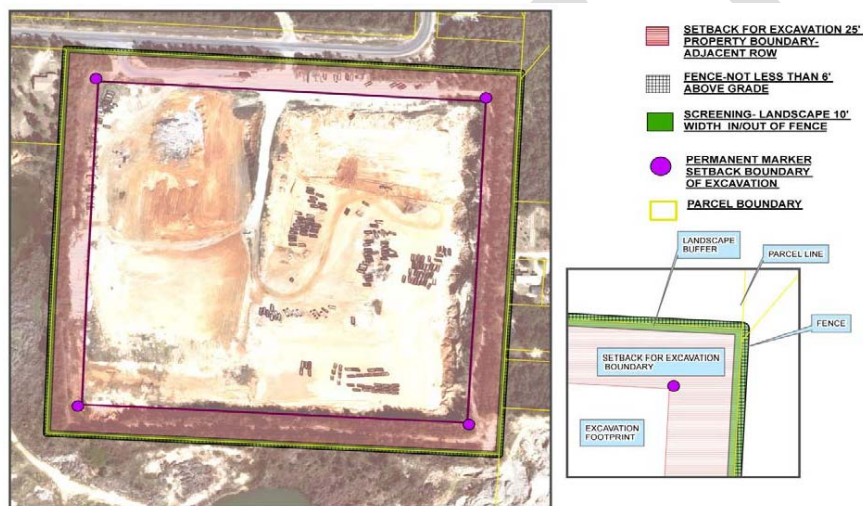 SETBACK FOR EXCAVATION 25'
PROPERTY BOUNDARY-
ADJACENT ROW
FENCE-NOT LESS THAN 6'
ABOVE GRADE
SCREENING- LANDSCAPE 10'
WIDTH IN/OUT OF FENCE
PERMANENT MARKER
SETBACK BOUNDARY
OF EXCAVATION
PARCEL BOUNDARY
LANDSCAPE
BUFFER
PARCEL LINE
FENCE
SETBACK FOR EXCAVATION
BOUNDARY
EXCAVATION
FOOTPRINT